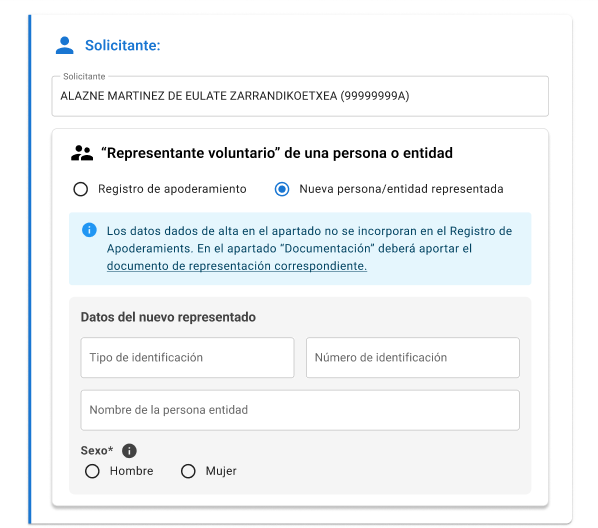 Solicitante:
Solicitante
ALAZNE MARTINEZ DE EULATE ZARRANDIKOETXEA (99999999A)
“Representante voluntario” de una persona o entidad
Registro de apoderamiento
Nueva persona/entidad representada
Los datos dados de alta en el apartado no se incorporan en el Registro de
Apoderamients. En el apartado “Documentación” deberá aportar el
documento de representación correspondiente.
Datos del nuevo representado
Tipo de identificación
Número de identificación
Nombre de la persona entidad
Sexo*
Hombre
Mujer